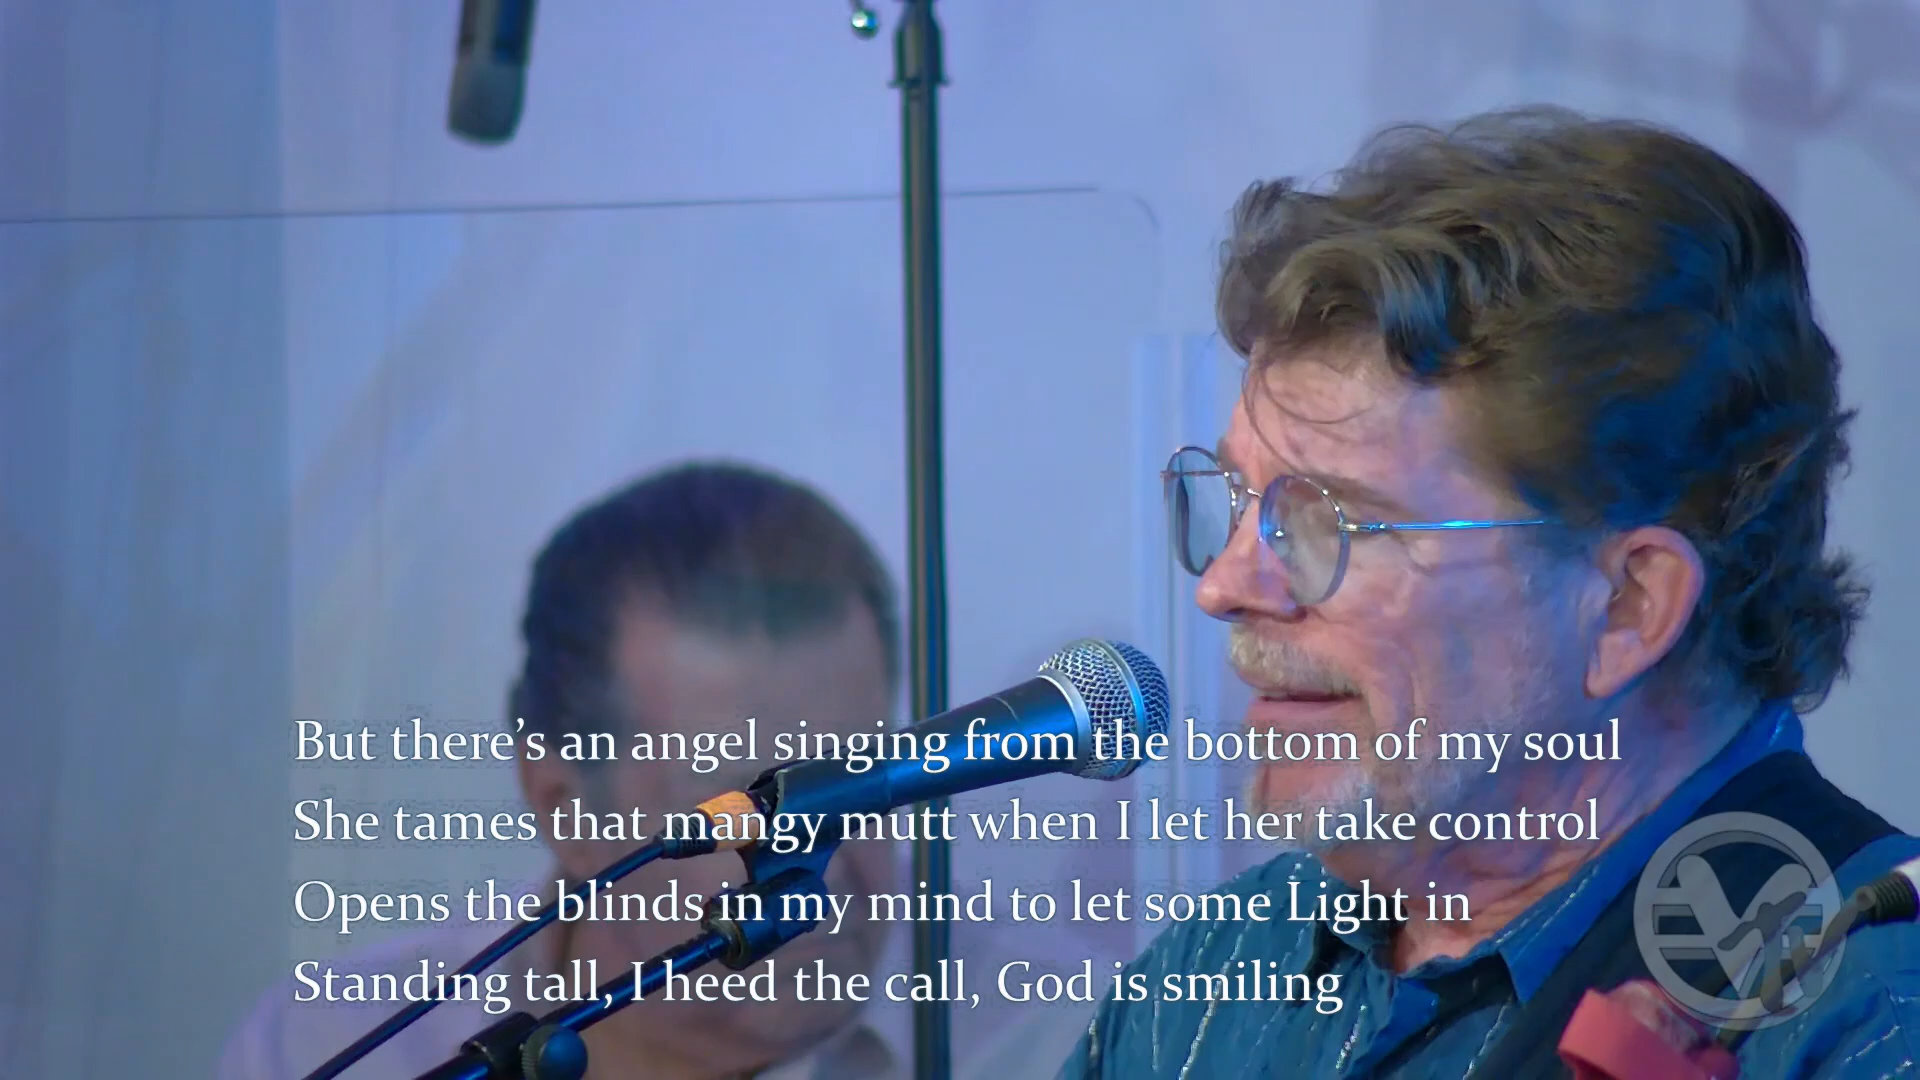 But there’s an angel singing from the bottom of my soul
She tames that mangy mutt when I let her take control
Opens the blinds in my mind to let some Light in
Standing tall, I heed the call, God is smiling